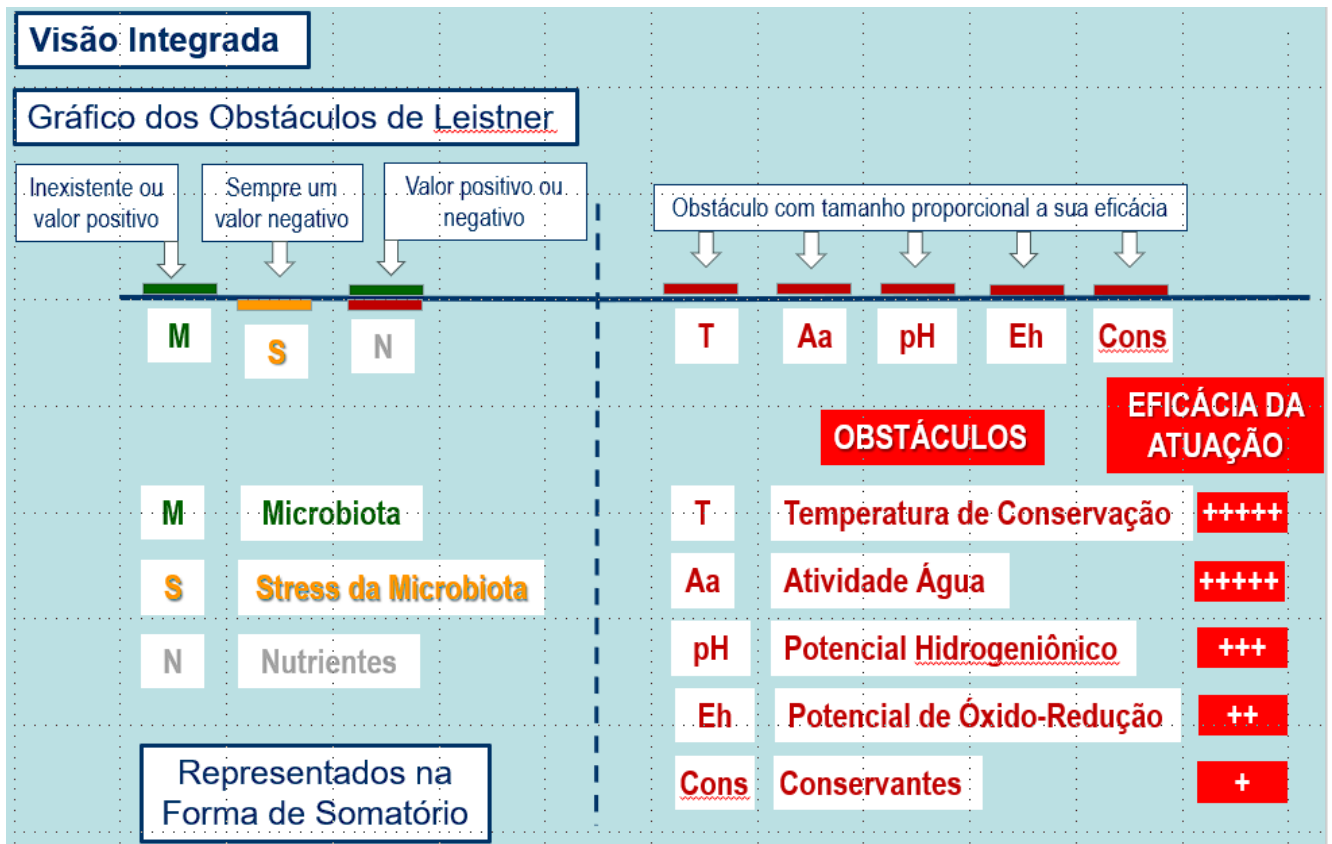 Visão Integrada
Gráfico dos Obstáculos de Leistner
Inexistente ou
valor positivo
Sempre um
valor negativo
Valor positivo ou
negativo
Obstáculo com tamanho proporcional a sua eficácia
M
S
N
T
Aa
pH
Eh
Cons
OBSTÁCULOS
EFICÁCIA DA
ATUAÇÃO
M Microbiota
S Stress da Microbiota
N Nutrientes
T Temperatura de Conservação +++++
Aa Atividade Água +++++
pH Potencial Hidrogeniônico +++
Eh Potencial de Óxido-Redução ++
Cons Conservantes +
Representados na
Forma de Somatório